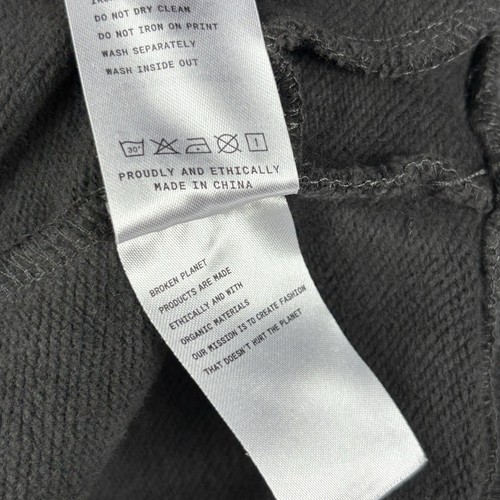 DO NOT DRY CLEAN
DO NOT IRON ON PRINT
WASH SEPARATELY
WASH INSIDE OUT
30°
PROUDLY AND ETHICALLY
MADE IN CHINA
BROKEN PLANET
PRODUCTS ARE MADE
ETHICALLY AND WITH
ORGANIC MATERIALS
OUR MISSION IS TO CREATE FASHION
THAT DOESN'T HURT THE PLANET